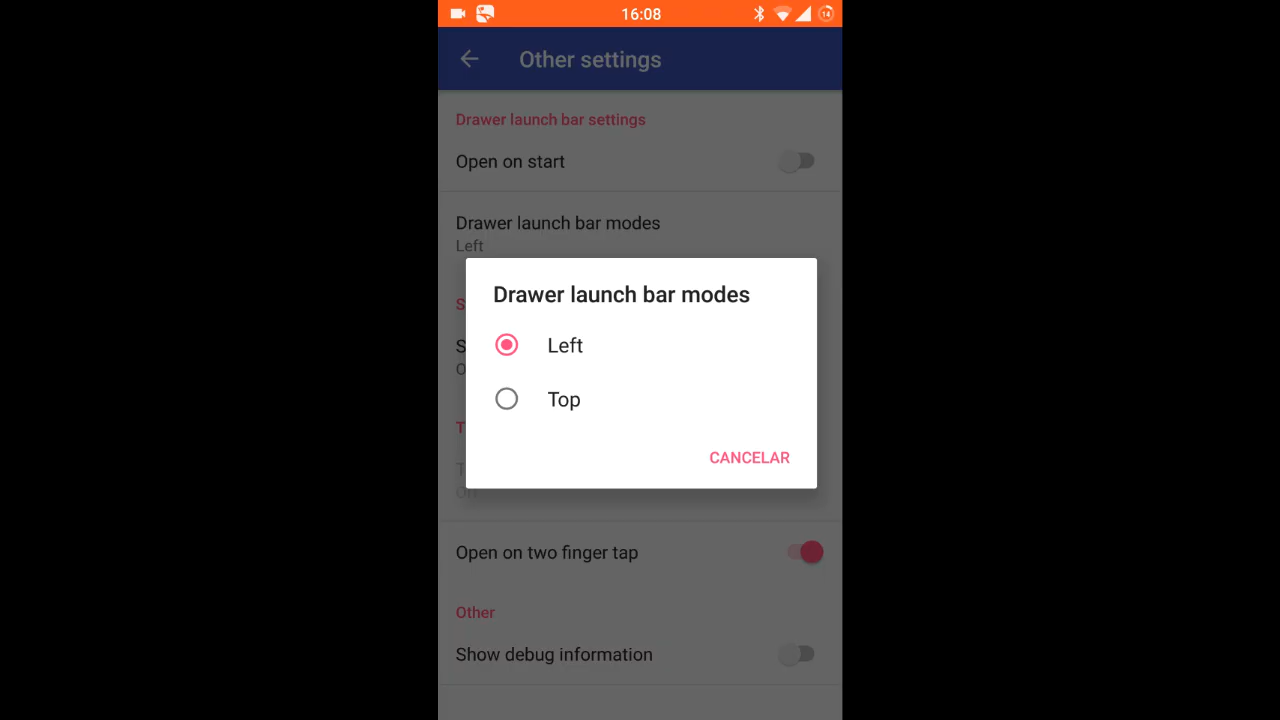 16:08
14
Other settings
Drawer launch bar settings
Open on start
Drawer launch bar modes
Left
Drawer launch bar modes
Left
Top
CANCELAR
Open on two finger tap
Other
Show debug information